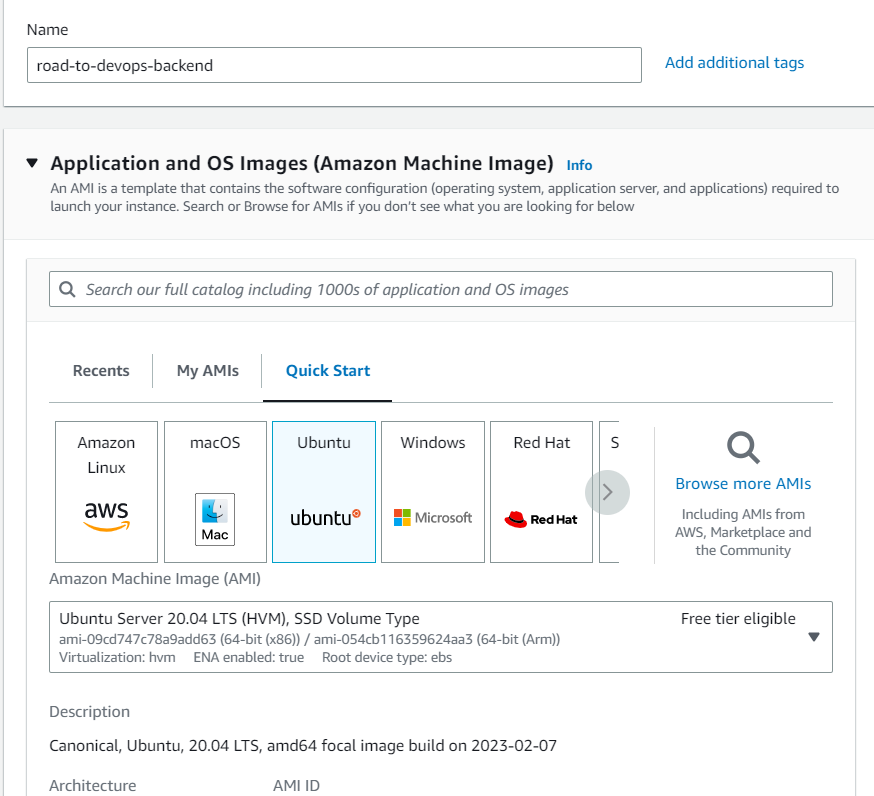 Name
road-to-devops-backend
Add additional tags
Application and OS Images (Amazon Machine Image) Info
An AMI is a template that contains the software configuration (operating system, application server, and applications) required to
launch your instance. Search or Browse for AMIs if you don’t see what you are looking for below
Search our full catalog including 1000s of application and OS images
Recents
My AMIs
Quick Start
Amazon
Linux
aws
macOS
Mac
Ubuntu
ubuntu
Windows
Microsoft
Red Hat
Red Hat
S
Browse more AMIs
Including AMIs from
AWS, Marketplace and
the Community
Amazon Machine Image (AMI)
Ubuntu Server 20.04 LTS (HVM), SSD Volume Type
Free tier eligible
ami-09cd747c78a9add63 (64-bit (x86)) / ami-054cb116359624aa3 (64-bit (Arm))
Virtualization: hvm ENA enabled: true Root device type: ebs
Description
Canonical, Ubuntu, 20.04 LTS, amd64 focal image build on 2023-02-07
Architecture
AMI ID